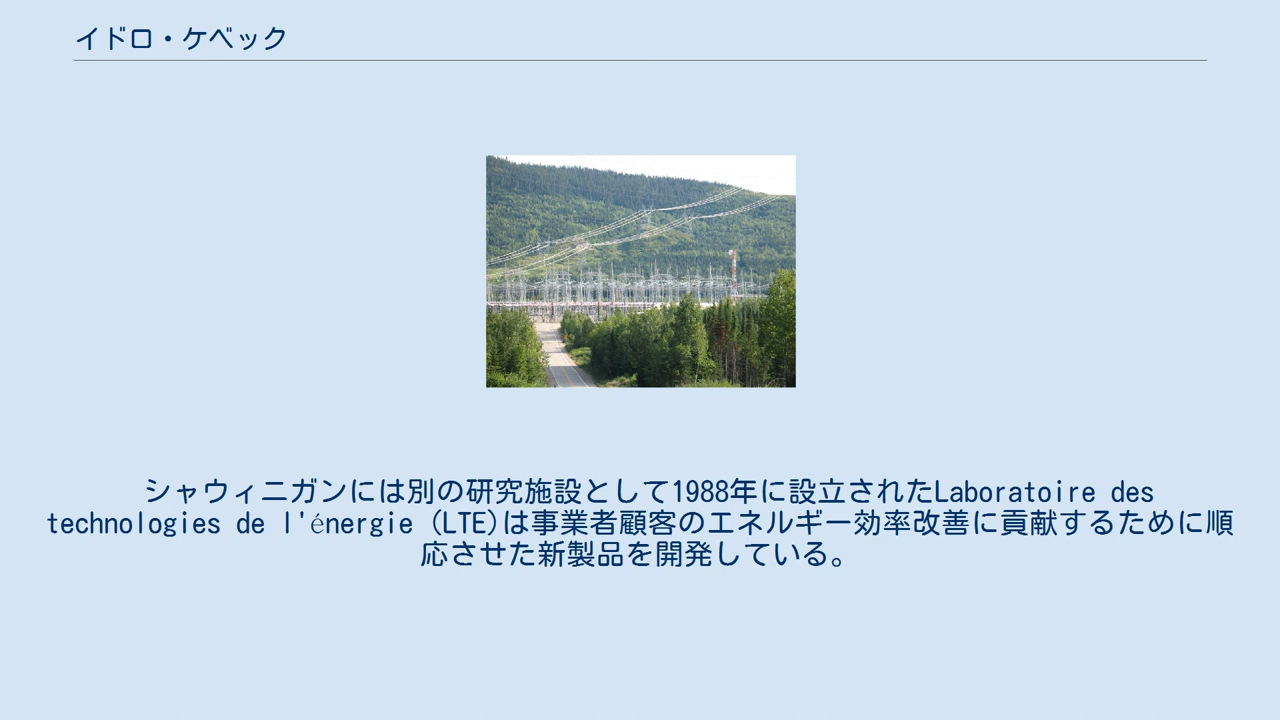 イドロ・ケベック
シャウィニガンには別の研究施設として1988年に設立されたLaboratoire des
technologies de l'énergie (LTE)は事業者顧客のエネルギー効率改善に貢献するために順
応させた新製品を開発している。